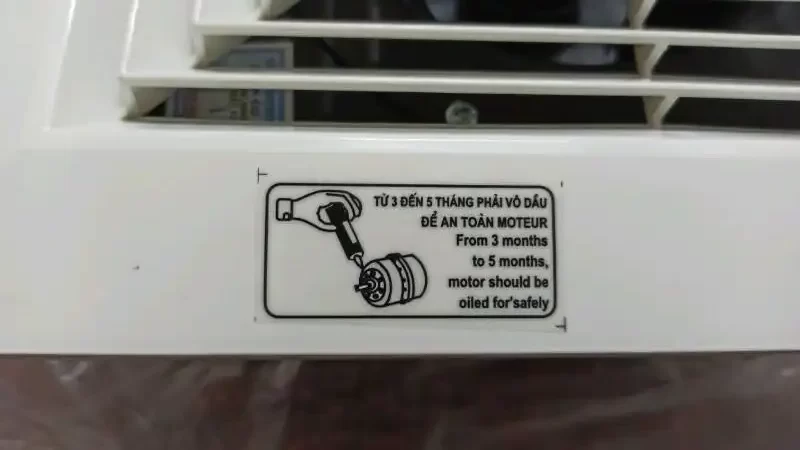 TỪ 3 ĐẾN 5 THÁNG PHẢI VÔ DẦU
ĐỂ AN TOÀN MOTEUR
From 3 months
to 5 months,
motor should be
oiled for'safely